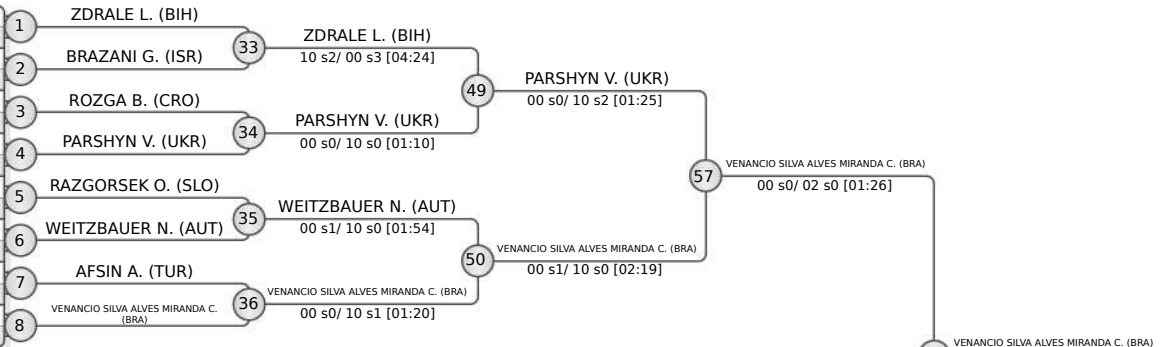 1
ZDRALE L. (BIH)
2
BRAZANI G. (ISR)
33
ZDRALE L. (BIH)
10 s2/ 00 s3 [04:24]
3
ROZGA B. (CRO)
4
PARSHYN V. (UKR)
34
PARSHYN V. (UKR)
00 s0/ 10 s0 [01:10]
49
PARSHYN V. (UKR)
00 s0/ 10 s2 [01:25]
5
RAZGORSEK O. (SLO)
6
WEITZBAUER N. (AUT)
35
WEITZBAUER N. (AUT)
00 s1/ 10 s0 [01:54]
7
AFSIN A. (TUR)
8
VENANCIO SILVA ALVES MIRANDA C.
(BRA)
36
VENANCIO SILVA ALVES MIRANDA C. (BRA)
00 s0/ 10 s1 [01:20]
50
VENANCIO SILVA ALVES MIRANDA C. (BRA)
00 s1/ 10 s0 [02:19]
57
VENANCIO SILVA ALVES MIRANDA C. (BRA)
00 s0/ 02 s0 [01:26]
VENANCIO SILVA ALVES MIRANDA C. (BRA)